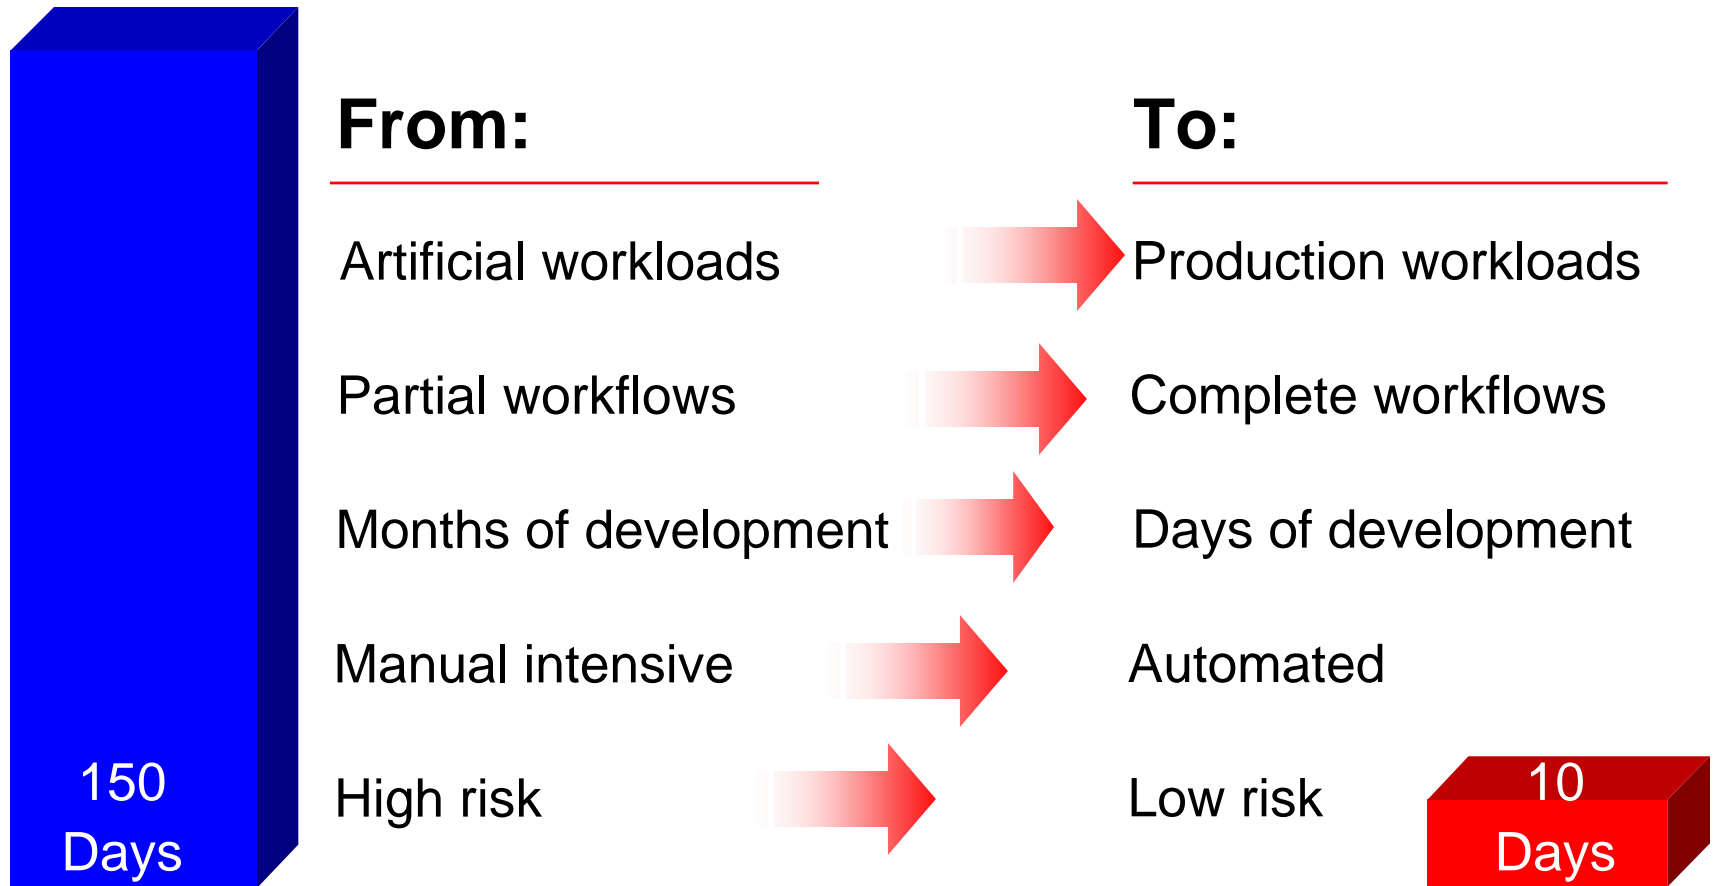 From:
To:
Artificial workloads
Production workloads
Partial workflows
Complete workflows
Months of development
Days of development
Manual intensive
Automated
High risk
Low risk
150
Days
10
Days